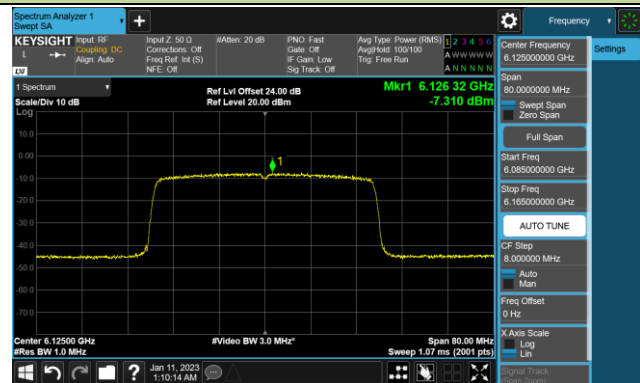 Spectrum Analyzer 1
Swept SA
+
Frequency
KEYSIGHT
L
LXI
Input: RF
Coupling: DC
Align: Auto
Input Z: 50 Ω
Corrections: Off
Freq Ref: Int (S)
NFE: Off
#Atten: 20 dB
PNO: Fast
Gate: Off
IF Gain: Low
Sig Track: Off
Avg Type: Power (RMS)
Avg|Hold: 100/100
Trig: Free Run
1 2 3 4 5 6
A W W W W W
A N N N N N
1 Spectrum
Scale/Div 10 dB
Log
Ref Lvl Offset 24.00 dB
Ref Level 20.00 dBm
Mkr1 6.126 32 GHz
-7.310 dBm
1
10.0
0.00
-10.0
-20.0
-30.0
-40.0
-50.0
-60.0
-70.0
Center 6.12500 GHz
#Res BW 1.0 MHz
#Video BW 3.0 MHz*
Span 80.00 MHz
Sweep 1.07 ms (2001 pts)
Center Frequency
6.125000000 GHz
Settings
Span
80.0000000 MHz
Swept Span
Zero Span
Full Span
Start Freq
6.085000000 GHz
Stop Freq
6.165000000 GHz
AUTO TUNE
CF Step
8.000000 MHz
Auto
Man
Freq Offset
0 Hz
X Axis Scale
Log
Lin
Signal Track
(Span Zoom)
?
Jan 11, 2023
1:10:14 AM